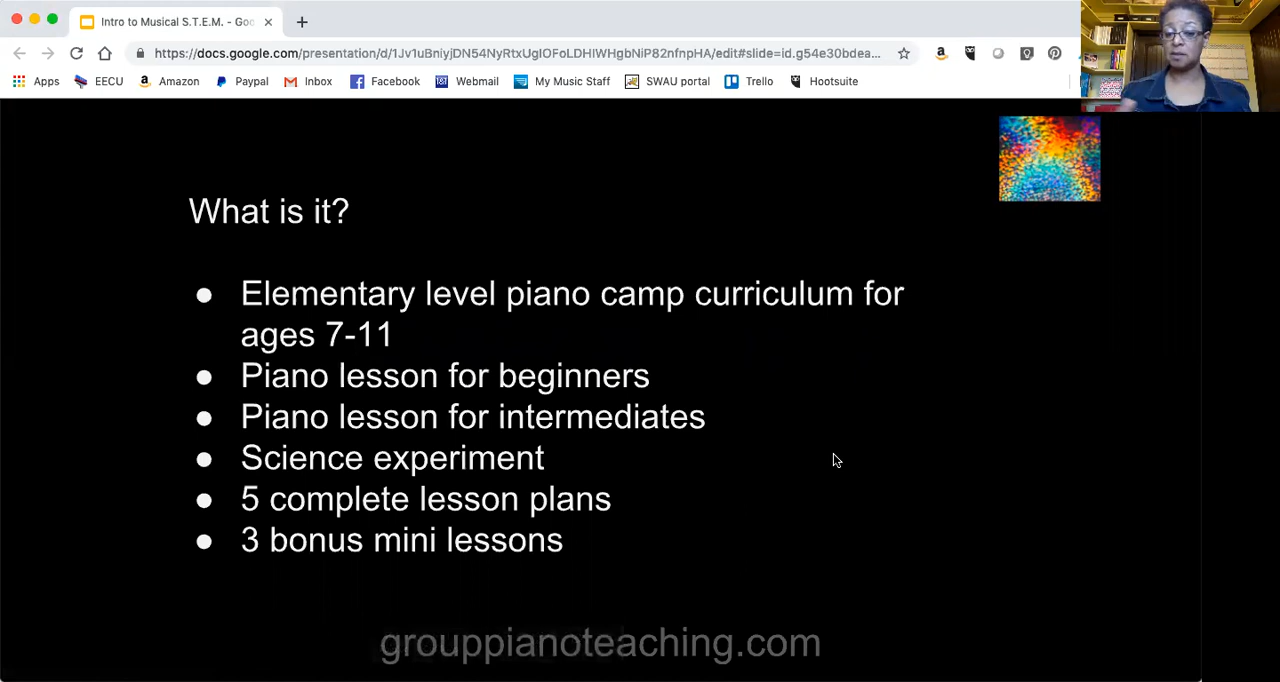 Intro to Musical S.T.E.M. - Goo
https://docs.google.com/presentation/d/1Jv1uBniyjDN54NyRtxUgIOFoLDHIWHgbNiP82nfnpHA/edit#slide=id.g54e30bdea...
Apps EECU Amazon Paypal Inbox Facebook Webmail My Music Staff SWAU portal Trello Hootsuite
What is it?
● Elementary level piano camp curriculum for
ages 7-11
● Piano lesson for beginners
● Piano lesson for intermediates
● Science experiment
● 5 complete lesson plans
● 3 bonus mini lessons
grouppianoteaching.com